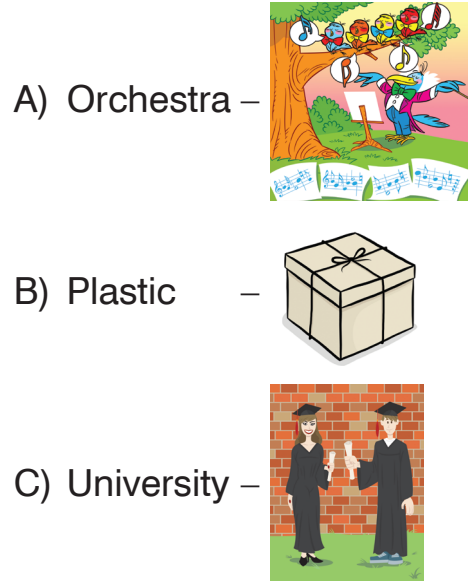 A) Orchestra –
B) Plastic –
C) University –